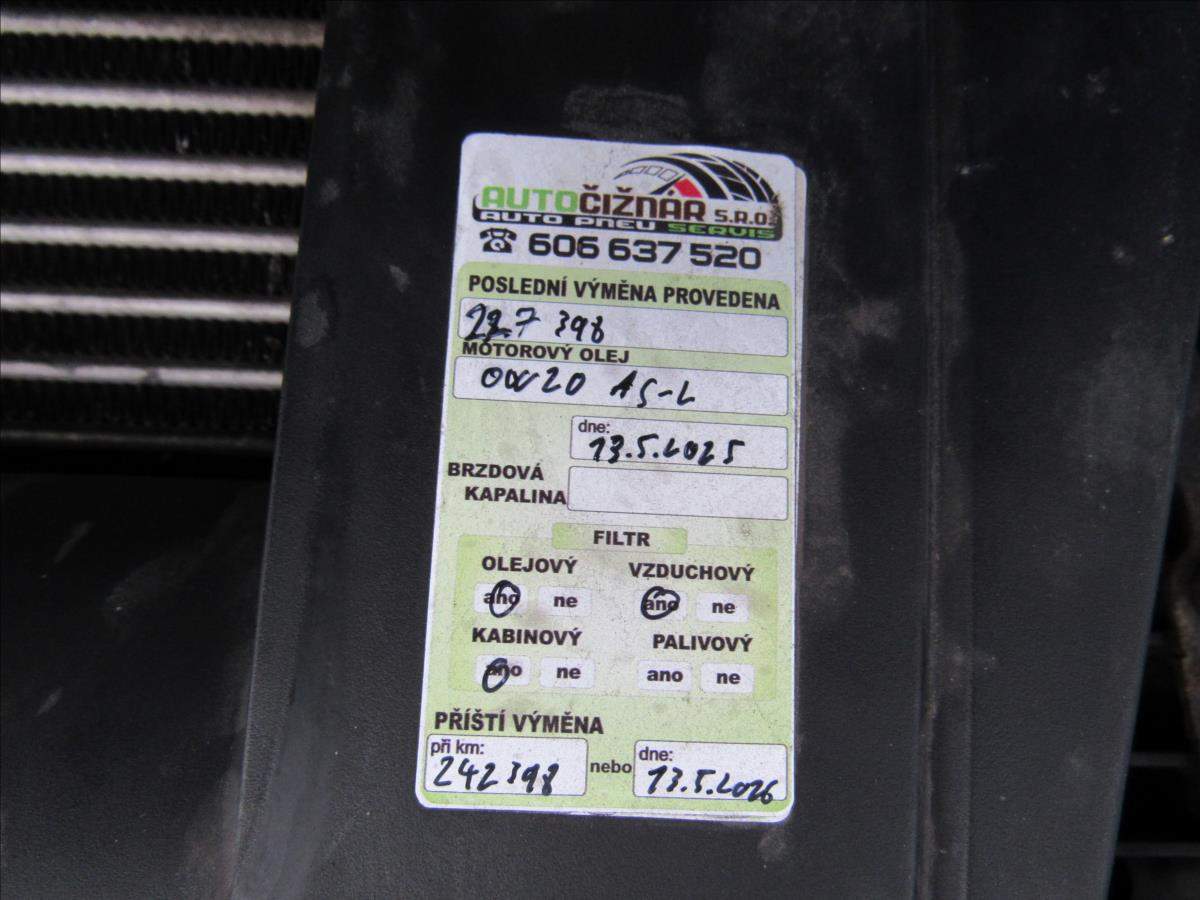 AUTOČIŽNÁR S.R.O.
AUTO PNEU SERVIS
606 637 520
POSLEDNÍ VÝMĚNA PROVEDENA
227 398
MOTOROVÝ OLEJ
0W20 A5-L
dne:
13.5.2025
BRZDOVÁ
KAPALINA
FILTR
OLEJOVÝ VZDUCHOVÝ
ano ne ano ne
KABINOVÝ PALIVOVÝ
ano ne ano ne
PŘÍŠTÍ VÝMĚNA
při km: nebo dne:
242 398 13.5.2026